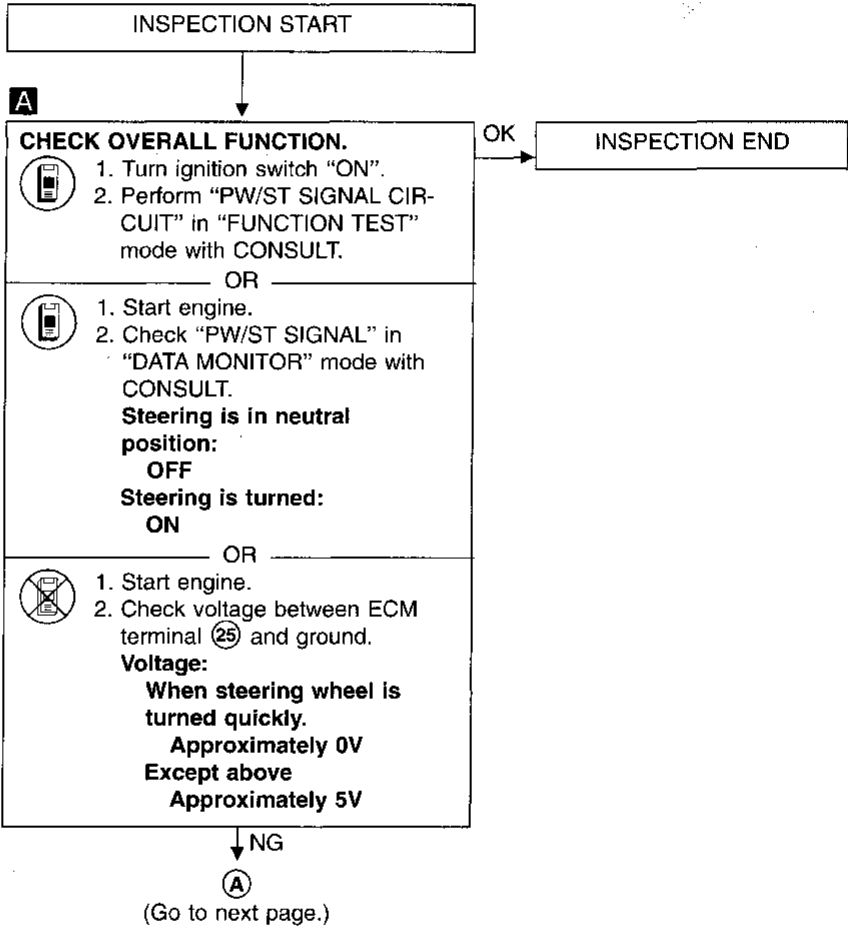 INSPECTION START
A
CHECK OVERALL FUNCTION.
1. Turn ignition switch “ON”.
2. Perform “PW/ST SIGNAL CIR-
CUIT” in “FUNCTION TEST”
mode with CONSULT.
OK
INSPECTION END
OR
1. Start engine.
2. Check “PW/ST SIGNAL” in
“DATA MONITOR” mode with
CONSULT.
Steering is in neutral
position:
OFF
Steering is turned:
ON
OR
1. Start engine.
2. Check voltage between ECM
terminal 25 and ground.
Voltage:
When steering wheel is
turned quickly.
Approximately 0V
Except above
Approximately 5V
NG
A
(Go to next page.)